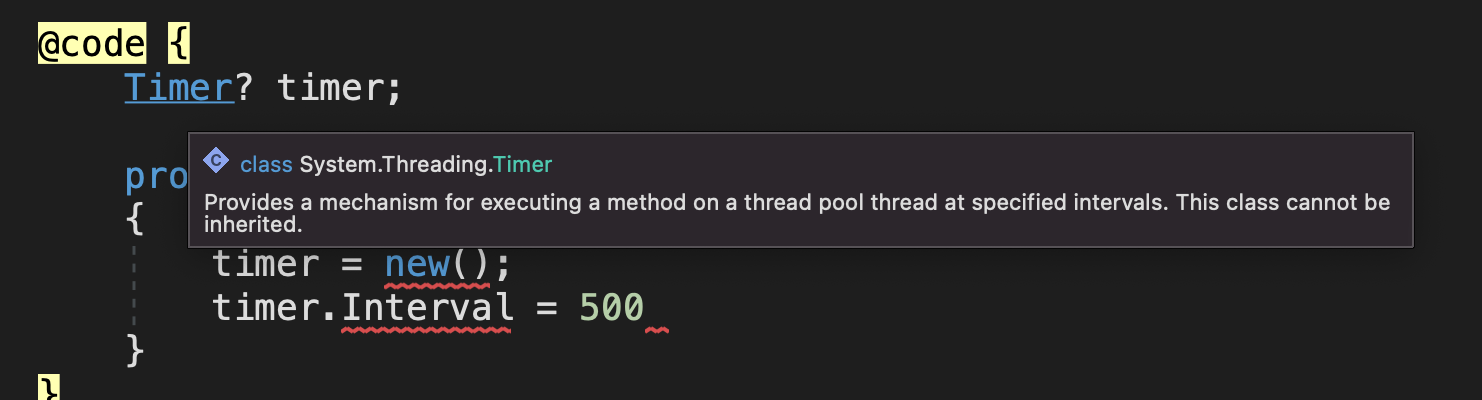 @code {
Timer? timer;
class System.Threading.Timer
pro
Provides a mechanism for executing a method on a thread pool thread at specified intervals. This class cannot be
{
inherited.
timer = new();
timer.Interval = 500
}
}